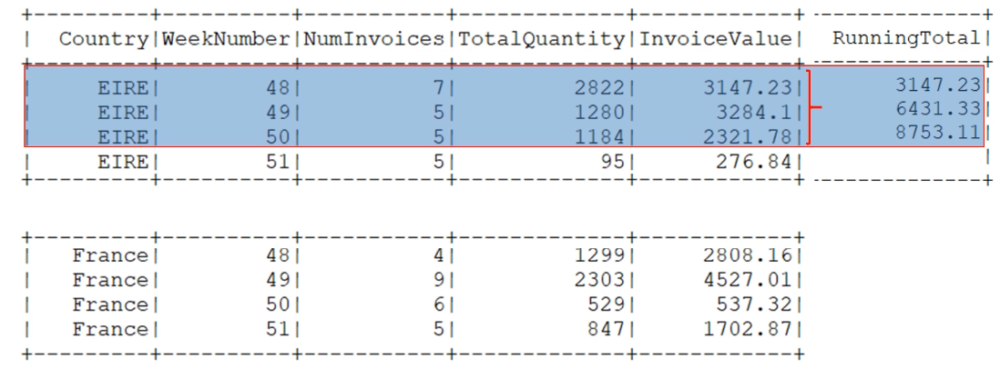 +----------+----------+----------+-------------+------------+ --------------+
| Country|WeekNumber|NumInvoices|TotalQuantity|InvoiceValue| RunningTotal|
+----------+----------+----------+-------------+------------+ --------------+
| EIRE| 48| 7| 2822| 3147.23| 3147.23|
| EIRE| 49| 5| 1280| 3284.1| 6431.33|
| EIRE| 50| 5| 1184| 2321.78| 8753.11|
| EIRE| 51| 5| 95| 276.84| |
+----------+----------+----------+-------------+------------+ --------------+
+----------+----------+----------+-------------+------------+
| France| 48| 4| 1299| 2808.16|
| France| 49| 9| 2303| 4527.01|
| France| 50| 6| 529| 537.32|
| France| 51| 5| 847| 1702.87|
+----------+----------+----------+-------------+------------+